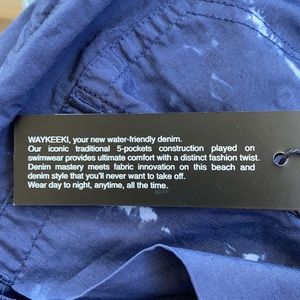 WAYKEEKI, your new water-friendly denim.
Our iconic traditional 5-pockets construction played on
swimwear provides ultimate comfort with a distinct fashion twist.
Denim mastery meets fabric innovation on this beach and
denim style that you'll never want to take off.
Wear day to night, anytime, all the time.